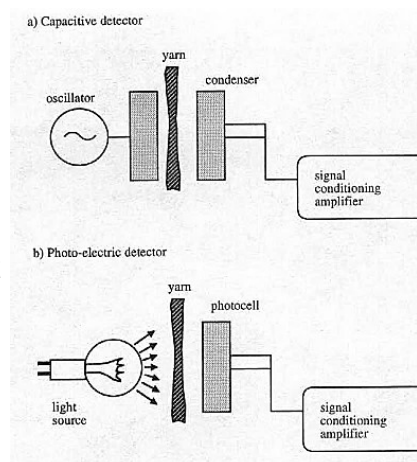 a) Capacitive detector
yarn
condenser
oscillator
signal
conditioning
amplifier
b) Photo-electric detector
yarn
photocell
light
source
signal
conditioning
amplifier